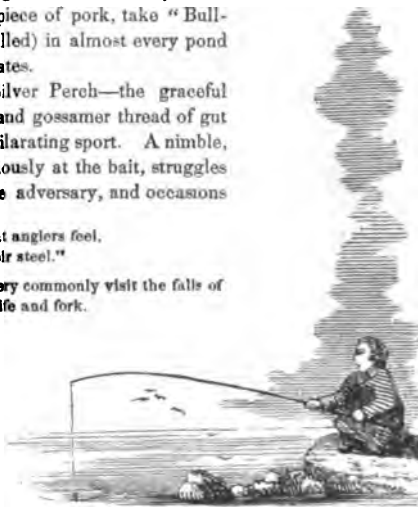 piece of pork, take “Bull-
lled) in almost every pond
ates.
ilver Perch—the graceful
and gossamer thread of gut
ilarating sport. A nimble,
ously at the bait, struggles
e adversary, and occasions
t anglers feel,
ir steel.”
ery commonly visit the falls of
ife and fork.